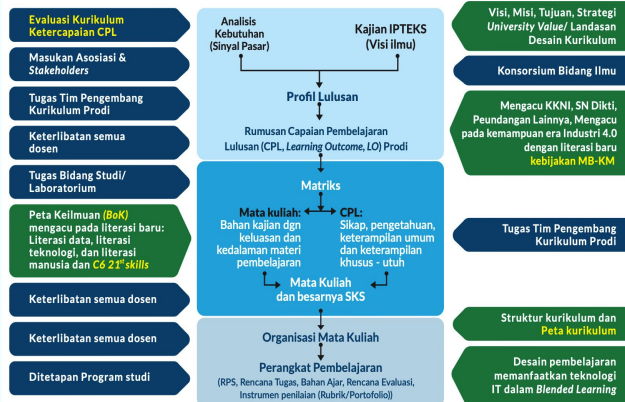 Evaluasi Kurikulum
Ketercapaian CPL
Masukan Asosiasi &
Stakeholders
Tugas Tim Pengembang
Kurikulum Prodi
Keterlibatan semua
dosen
Tugas Bidang Studi/
Laboratorium
Peta Keilmuan (BoK)
mengacu pada literasi baru:
Literasi data, literasi
teknologi, dan literasi
manusia dan C6 21st skills
Keterlibatan semua dosen
Keterlibatan semua dosen
Ditetapan Program studi
Analisis
Kebutuhan
(Sinyal Pasar)
Kajian IPTEKS
(Visi ilmu)
Profil Lulusan
Rumusan Capaian Pembelajaran
Lulusan (CPL, Learning Outcome, LO) Prodi
Matriks
Mata kuliah:
Bahan kajian dgn
keluasan dan
kedalaman materi
pembelajaran
CPL:
Sikap, pengetahuan,
keterampilan umum
dan keterampilan
khusus - utuh
Mata Kuliah
dan besarnya SKS
Organisasi Mata Kuliah
Perangkat Pembelajaran
(RPS, Rencana Tugas, Bahan Ajar, Rencana Evaluasi,
Instrumen penilaian (Rubrik/Portofolio))
Visi, Misi, Tujuan, Strategi
University Value/ Landasan
Desain Kurikulum
Konsorsium Bidang Ilmu
Mengacu KKNI, SN Dikti,
Peundangan Lainnya, Mengacu
pada kemampuan era Industri 4.0
dengan literasi baru
kebijakan MB-KM
Tugas Tim Pengembang
Kurikulum Prodi
Struktur kurikulum dan
Peta kurikulum
Desain pembelajaran
memanfaatkan teknologi
IT dalam Blended Learning